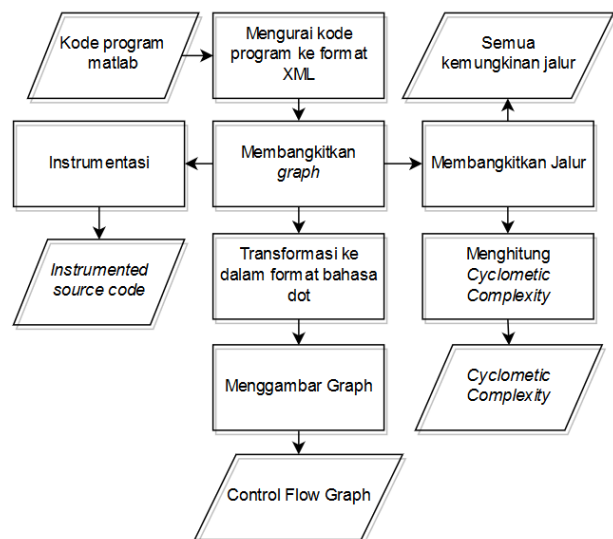 Kode program
matlab
Mengurai kode
program ke format
XML
Semua
kemungkinan jalur
Instrumentasi
Membangkitkan
graph
Membangkitkan Jalur
Instrumented
source code
Transformasi ke
dalam format bahasa
dot
Menghitung
Cyclometic
Complexity
Menggambar Graph
Cyclometic
Complexity
Control Flow Graph